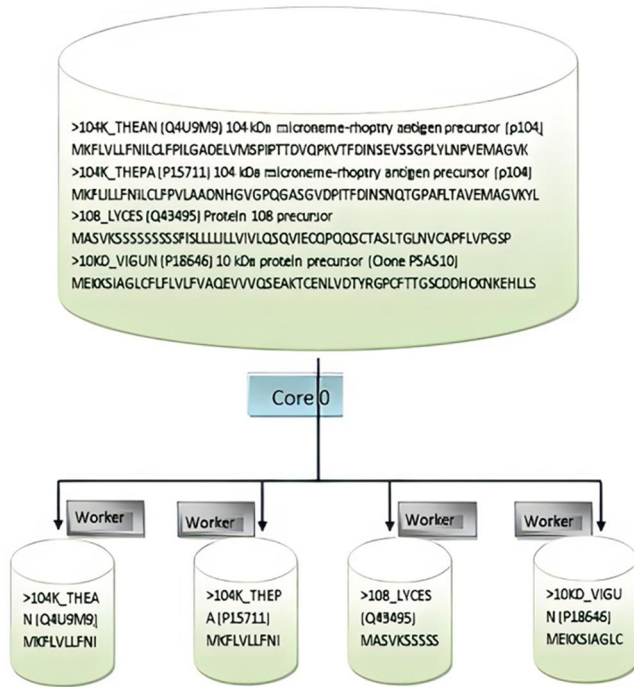 >104K_THEAN (Q4U9M9) 104 kDa microneme-rhoptry antigen precursor (p104)
MKFLVLLFNILCLFPILGADELVMSPIPTTDVQPKVTFDINSEVSSGPLYLNPVEMAGVK
>104K_THEPA (P15711) 104 kDa microneme-rhoptry antigen precursor (p104)
MKFLILLFNILCLFPVLAADNHGVGPQGASGVDPITFDINSNQTGPAFLTAVEMAGVKYL
>108_LYCES (Q43495) Protein 108 precursor
MASVKSSSSSSSSSFISLLLLILLVIVLQSQVIECQPQQSCTASLTGLNVCAPFLVPGSP
>10KD_VIGUN (P18646) 10 kDa protein precursor (Clone PSAS10)
MEKKSIAGLCFLFLVLFVAQEVVVQSEAKTCENLVDTYRGPCFTTGSCDDHCKNKEHLLS
Core 0
Worker
Worker
Worker
Worker
>104K_THEA
N (Q4U9M9)
MKFLVLLFNI
>104K_THEP
A (P15711)
MKFLVLLFNI
>108_LYCES
(Q43495)
MASVKSSSSS
>10KD_VIGU
N (P18646)
MEKKSIAGLC